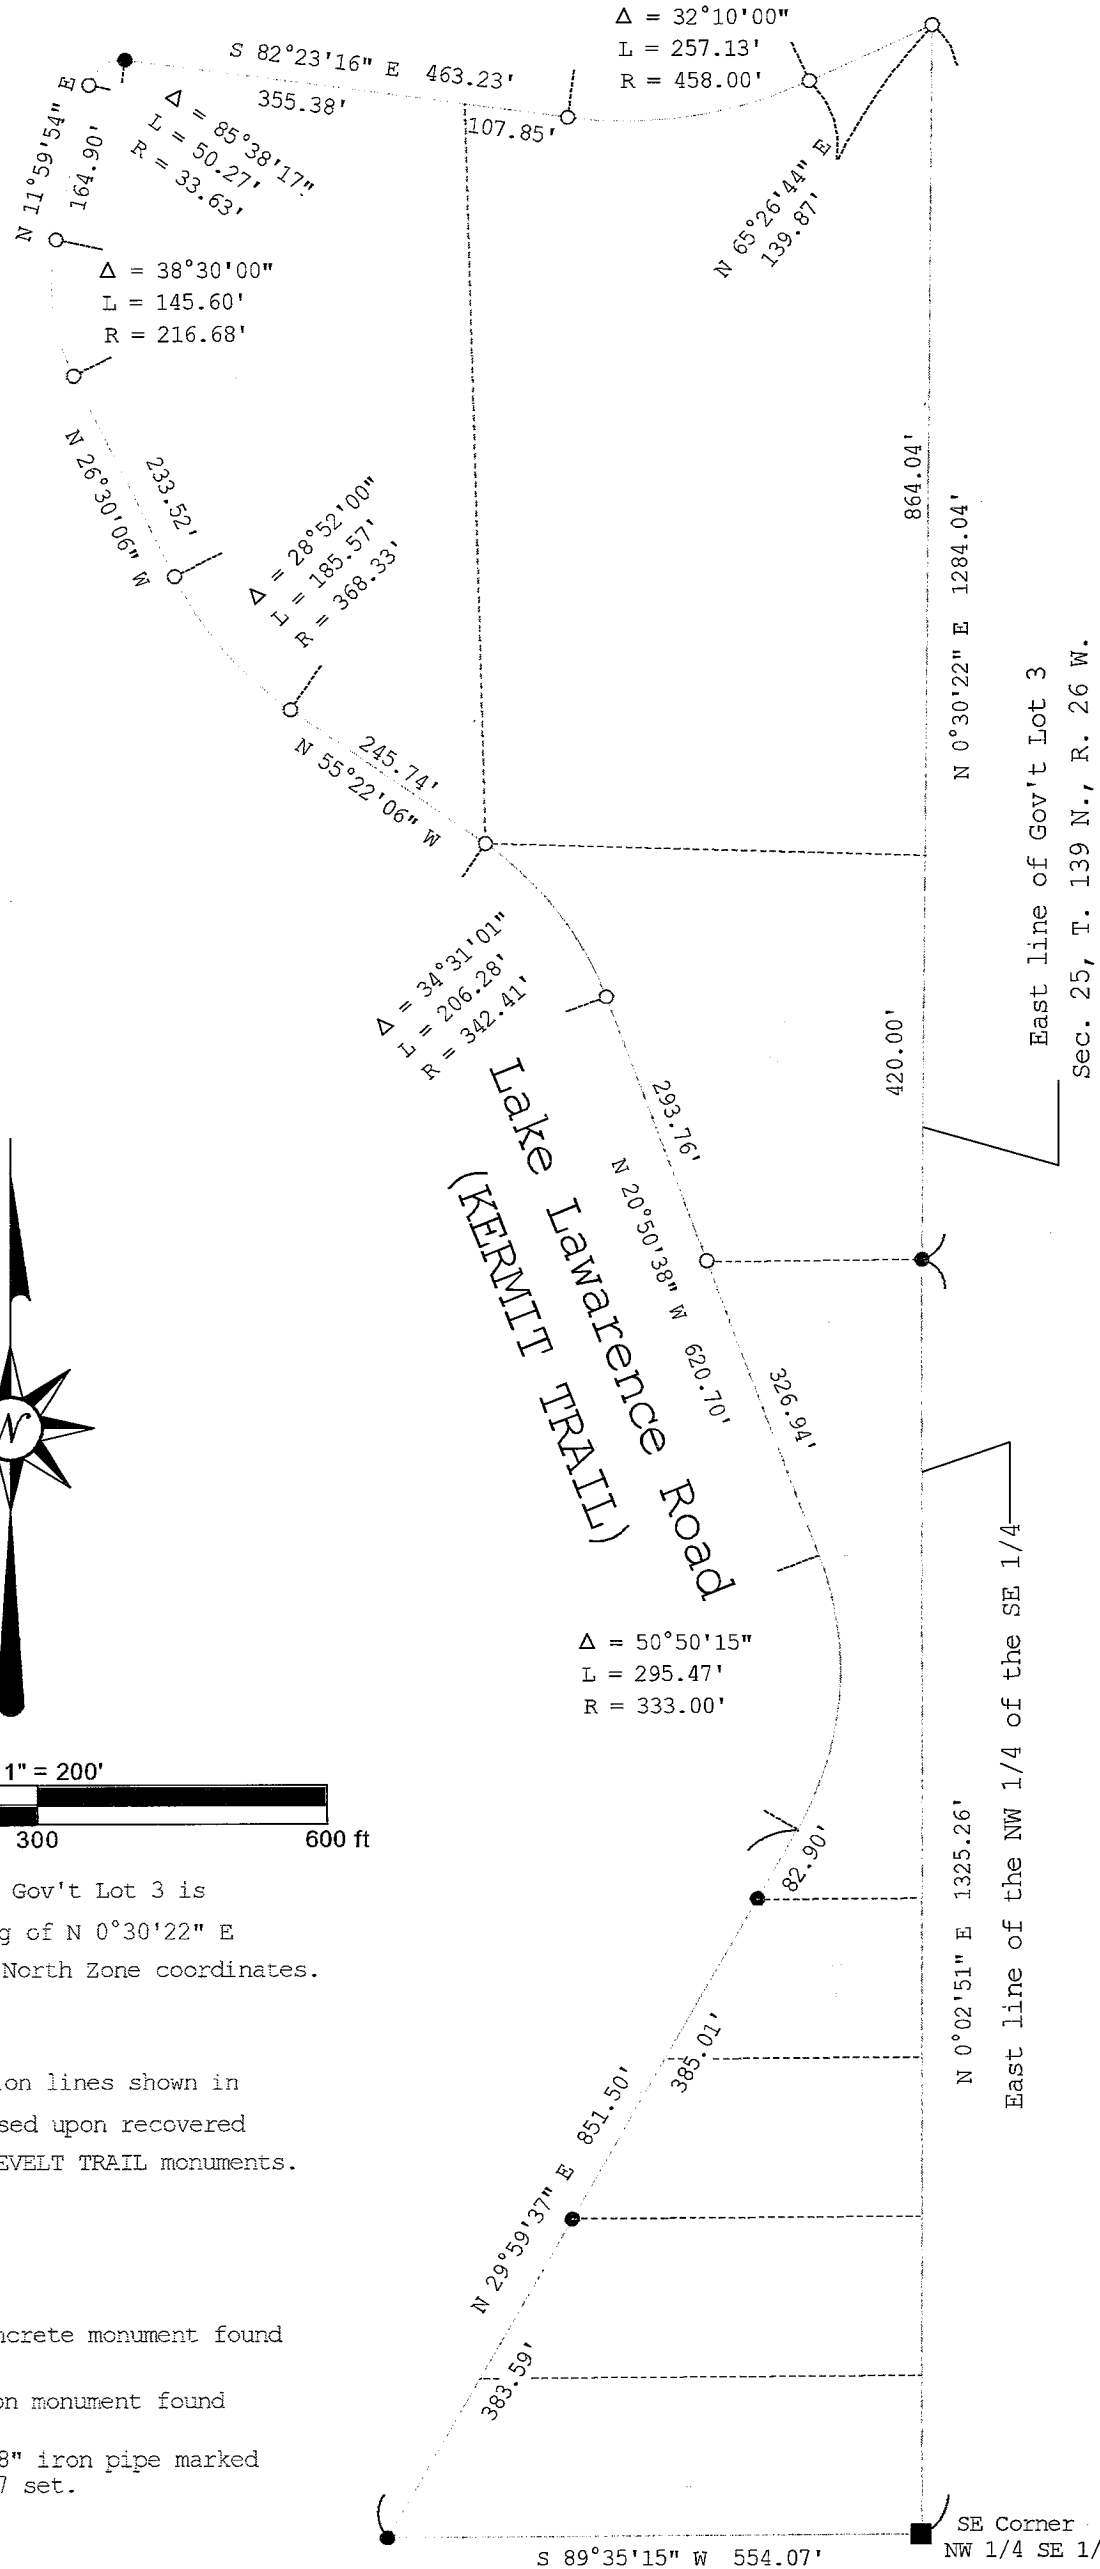 Δ = 32°10'00"
L = 257.13'
R = 458.00'
S 82°23'16" E 463.23'
355.38'
107.85'
Δ = 85°38'17"
L = 50.27'
R = 33.63'
N 11°59'54" E
164.90'
N 65°26'44" E
139.87'
Δ = 38°30'00"
L = 145.60'
R = 216.68'
N 26°30'06" W
233.52'
Δ = 28°52'00"
L = 185.57'
R = 368.33'
864.04'
N 0°30'22" E 1284.04'
East line of Gov't Lot 3
Sec. 25, T. 139 N., R. 26 W.
245.74'
N 55°22'06" W
Δ = 34°31'01"
L = 206.28'
R = 342.41'
420.00'
Lake Lawarence Road
(KERMIT TRAIL)
293.76'
N 20°50'38" W 620.70'
326.94'
N
Δ = 50°50'15"
L = 295.47'
R = 333.00'
1" = 200'
300 600 ft
82.90'
N 0°02'51" E 1325.26'
East line of the NW 1/4 of the SE 1/4
Gov't Lot 3 is
g of N 0°30'22" E
North Zone coordinates.
385.01'
N 29°59'37" E 851.50'
383.59'
ion lines shown in
sed upon recovered
EVELT TRAIL monuments.
ncrete monument found
on monument found
8" iron pipe marked
7 set.
SE Corner
NW 1/4 SE 1/
S 89°35'15" W 554.07'